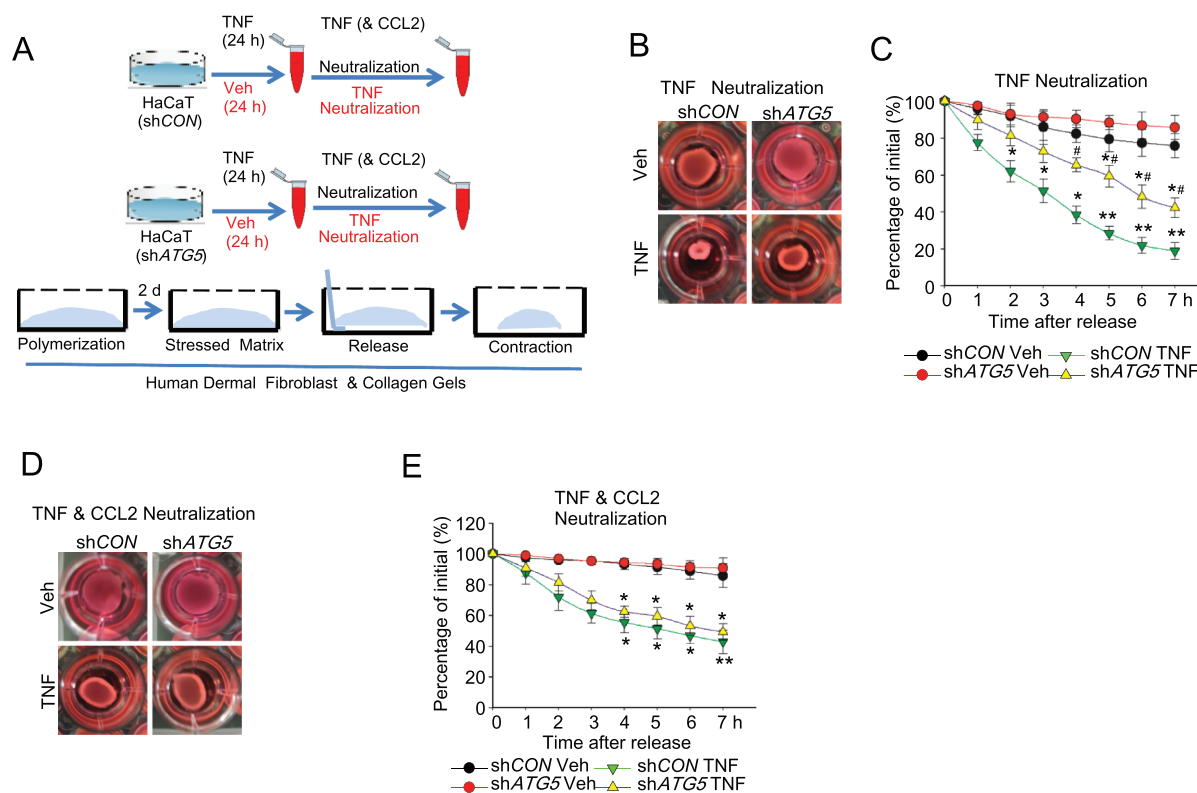 A
TNF
(24 h)
TNF (& CCL2)
Neutralization
Veh
(24 h)
TNF
Neutralization
HaCaT
(shCON)
TNF
(24 h)
TNF (& CCL2)
Neutralization
Veh
(24 h)
TNF
Neutralization
HaCaT
(shATG5)
2 d
Polymerization
Stressed Matrix
Release
Contraction
Human Dermal Fibroblast & Collagen Gels
B
TNF Neutralization
shCON shATG5
Veh
TNF
C
TNF Neutralization
Percentage of initial (%)
100
80
60
40
20
0
* * # *# *# *#
* ** ** **
0 1 2 3 4 5 6 7 h
Time after release
shCON Veh shCON TNF
shATG5 Veh shATG5 TNF
D
TNF & CCL2 Neutralization
shCON shATG5
Veh
TNF
E
TNF & CCL2
Neutralization
Percentage of initial (%)
120
100
80
60
40
20
0
* * * *
* * * **
0 1 2 3 4 5 6 7 h
Time after release
shCON Veh shCON TNF
shATG5 Veh shATG5 TNF